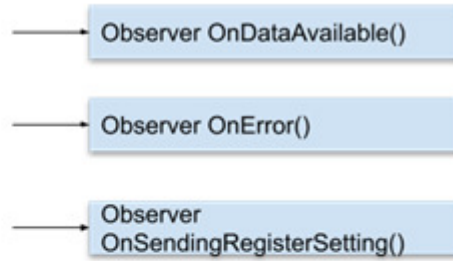 Observer OnDataAvailable()
Observer OnError()
Observer
OnSendingRegisterSetting()